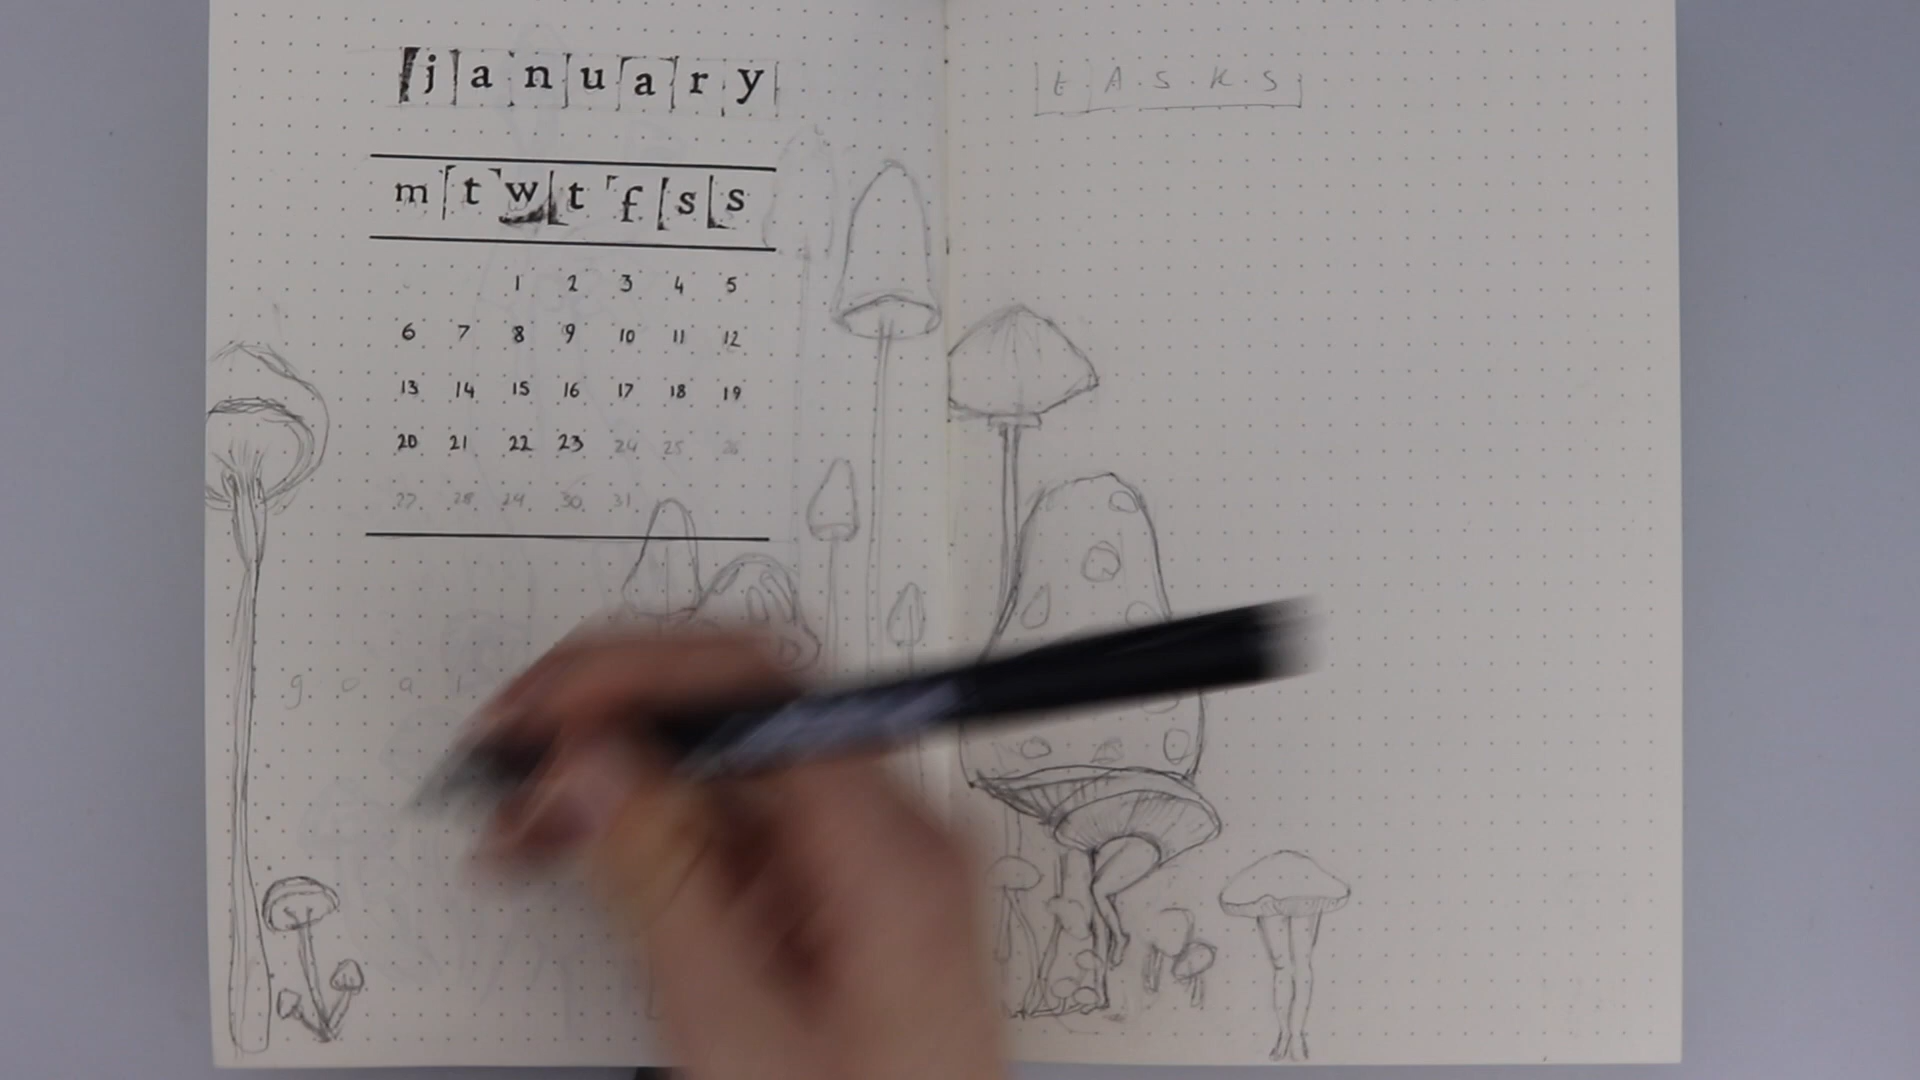 january
m t w t f s s
1 2 3 4 5
6 7 8 9 10 11 12
13 14 15 16 17 18 19
20 21 22 23 24 25 26
27 28 29 30 31
goal
tASKS